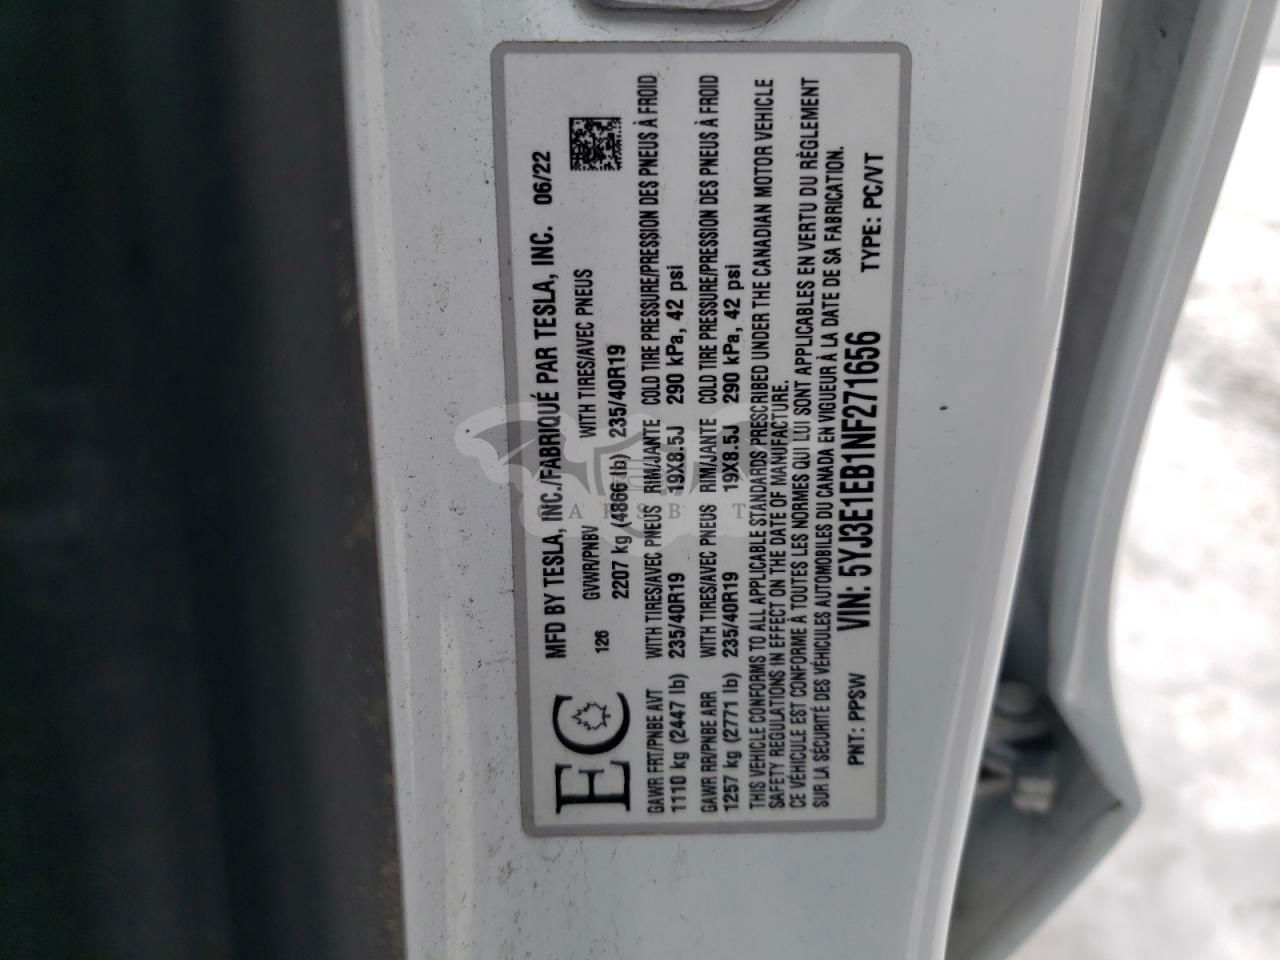 MFD BY TESLA, INC./FABRIQUÉ PAR TESLA, INC. 06/22
GVWR/PNBV WITH TIRES/AVEC PNEUS
126 2207 kg (4866 lb) 235/40R19
EC
GAWR FRT/PNBE AVT WITH TIRES/AVEC PNEUS RIM/JANTE COLD TIRE PRESSURE/PRESSION DES PNEUS À FROID
1110 kg (2447 lb) 235/40R19 19X8.5J 290 kPa, 42 psi
GAWR RR/PNBE ARR WITH TIRES/AVEC PNEUS RIM/JANTE COLD TIRE PRESSURE/PRESSION DES PNEUS À FROID
1257 kg (2771 lb) 235/40R19 19X8.5J 290 kPa, 42 psi
THIS VEHICLE CONFORMS TO ALL APPLICABLE STANDARDS PRESCRIBED UNDER THE CANADIAN MOTOR VEHICLE
SAFETY REGULATIONS IN EFFECT ON THE DATE OF MANUFACTURE.
CE VÉHICULE EST CONFORME À TOUTES LES NORMES QUI LUI SONT APPLICABLES EN VERTU DU RÈGLEMENT
SUR LA SÉCURITÉ DES VÉHICULES AUTOMOBILES DU CANADA EN VIGUEUR À LA DATE DE SA FABRICATION.
PNT: PPSW VIN: 5YJ3E1EB1NF271656 TYPE: PC/VT